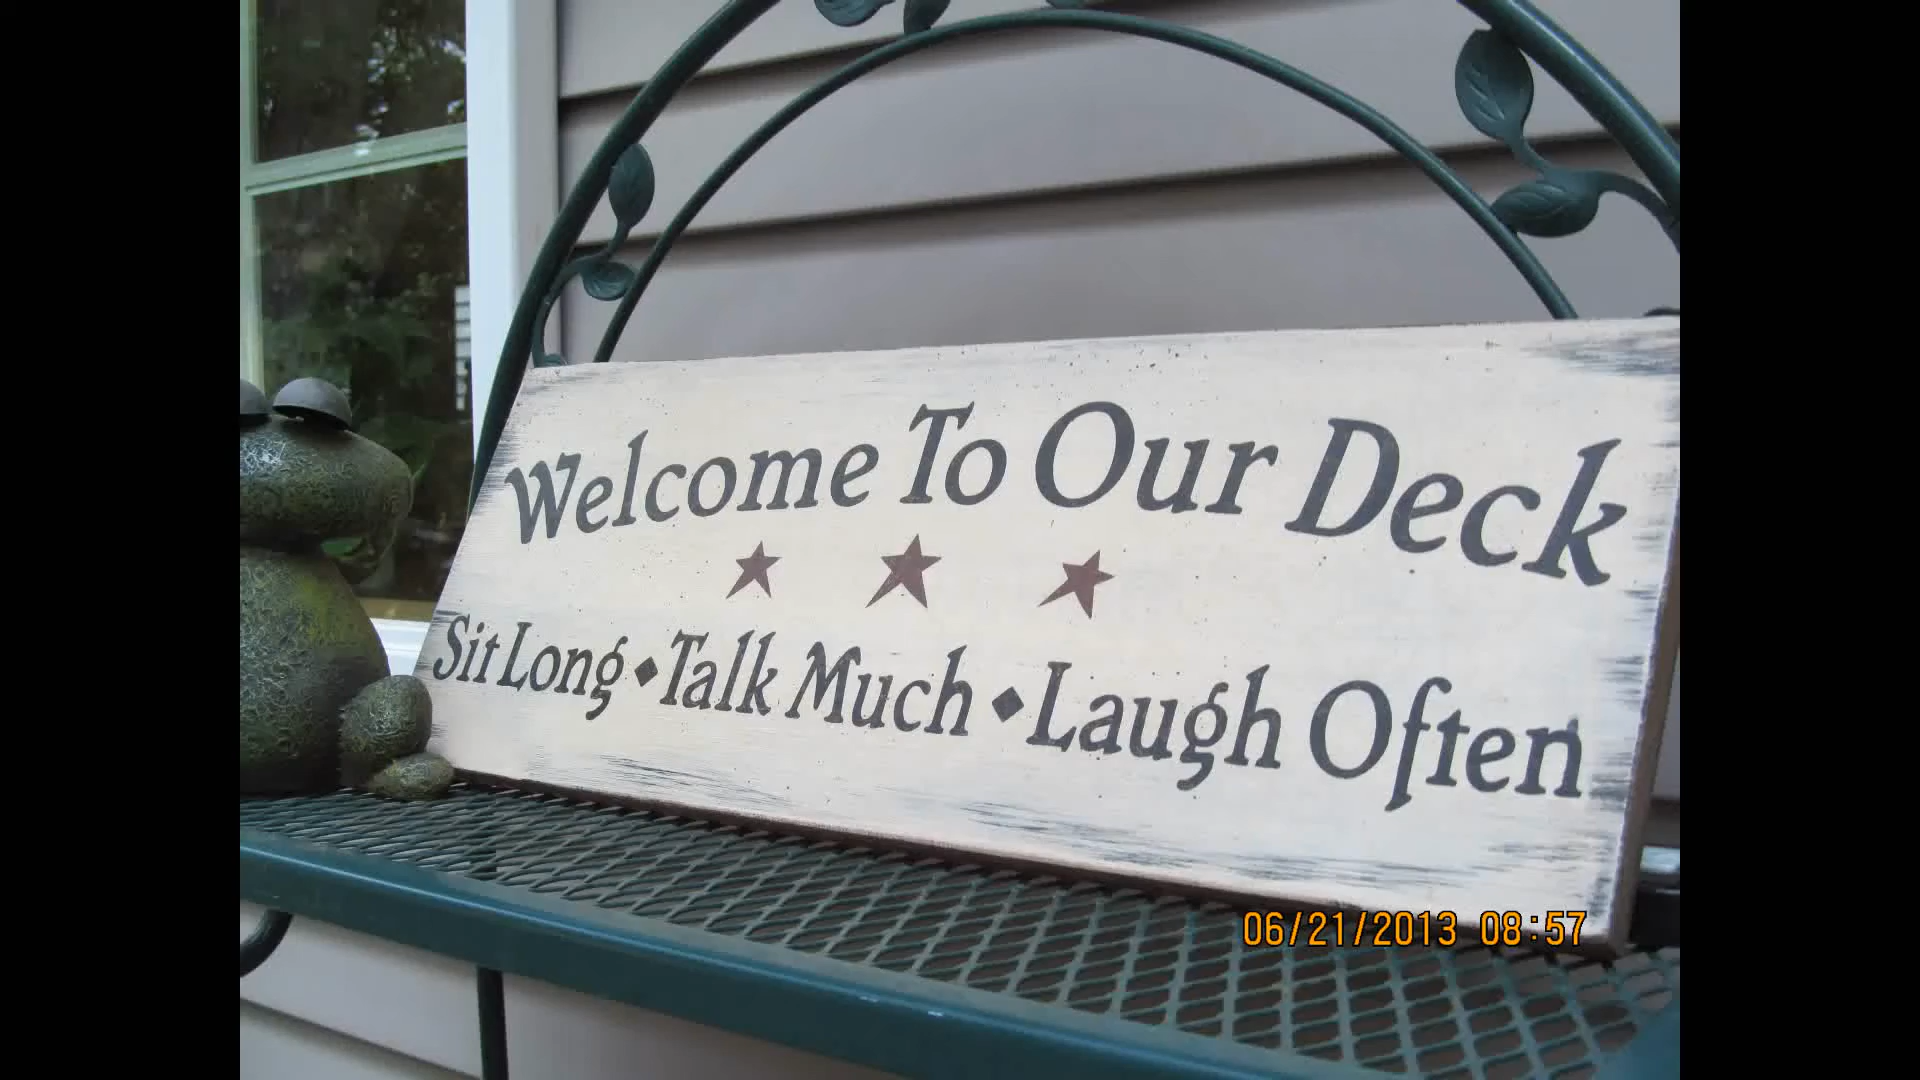 Welcome To Our Deck
Sit Long ◆ Talk Much ◆ Laugh Often
06/21/2013 08:57